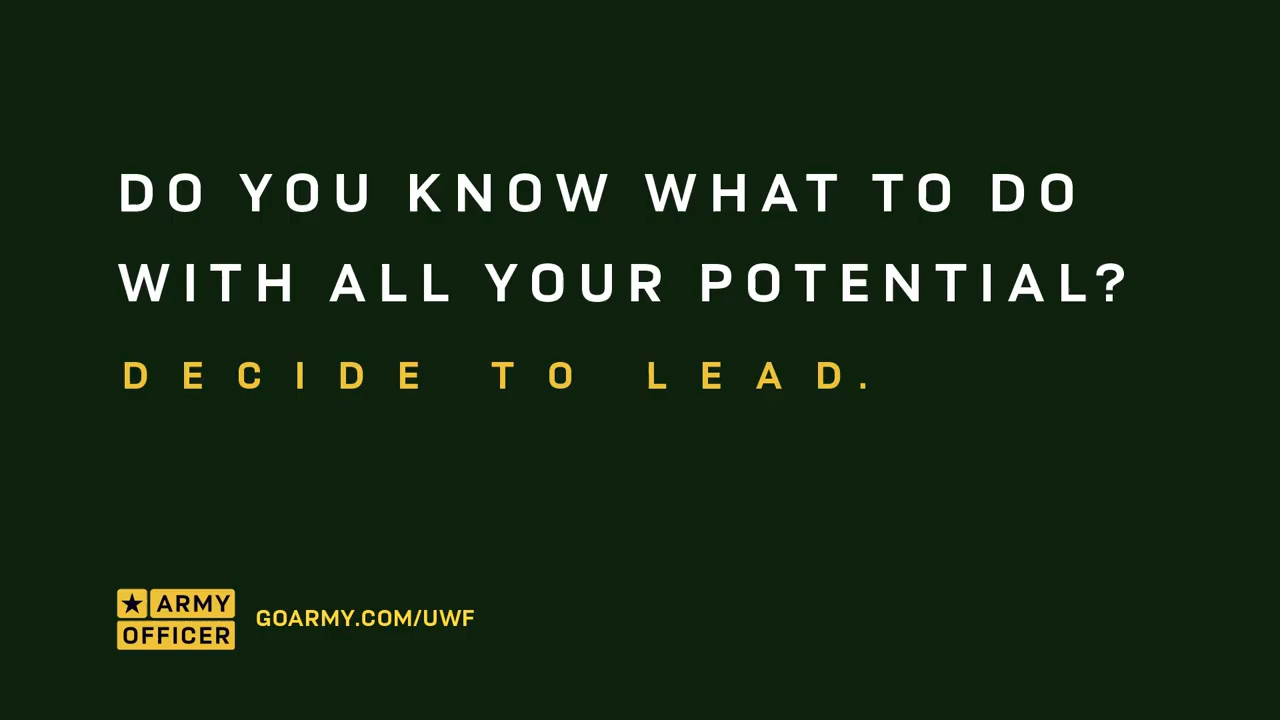 DO YOU KNOW WHAT TO DO
WITH ALL YOUR POTENTIAL?
DECIDE TO LEAD.
ARMY
OFFICER
GOARMY.COM/UWF